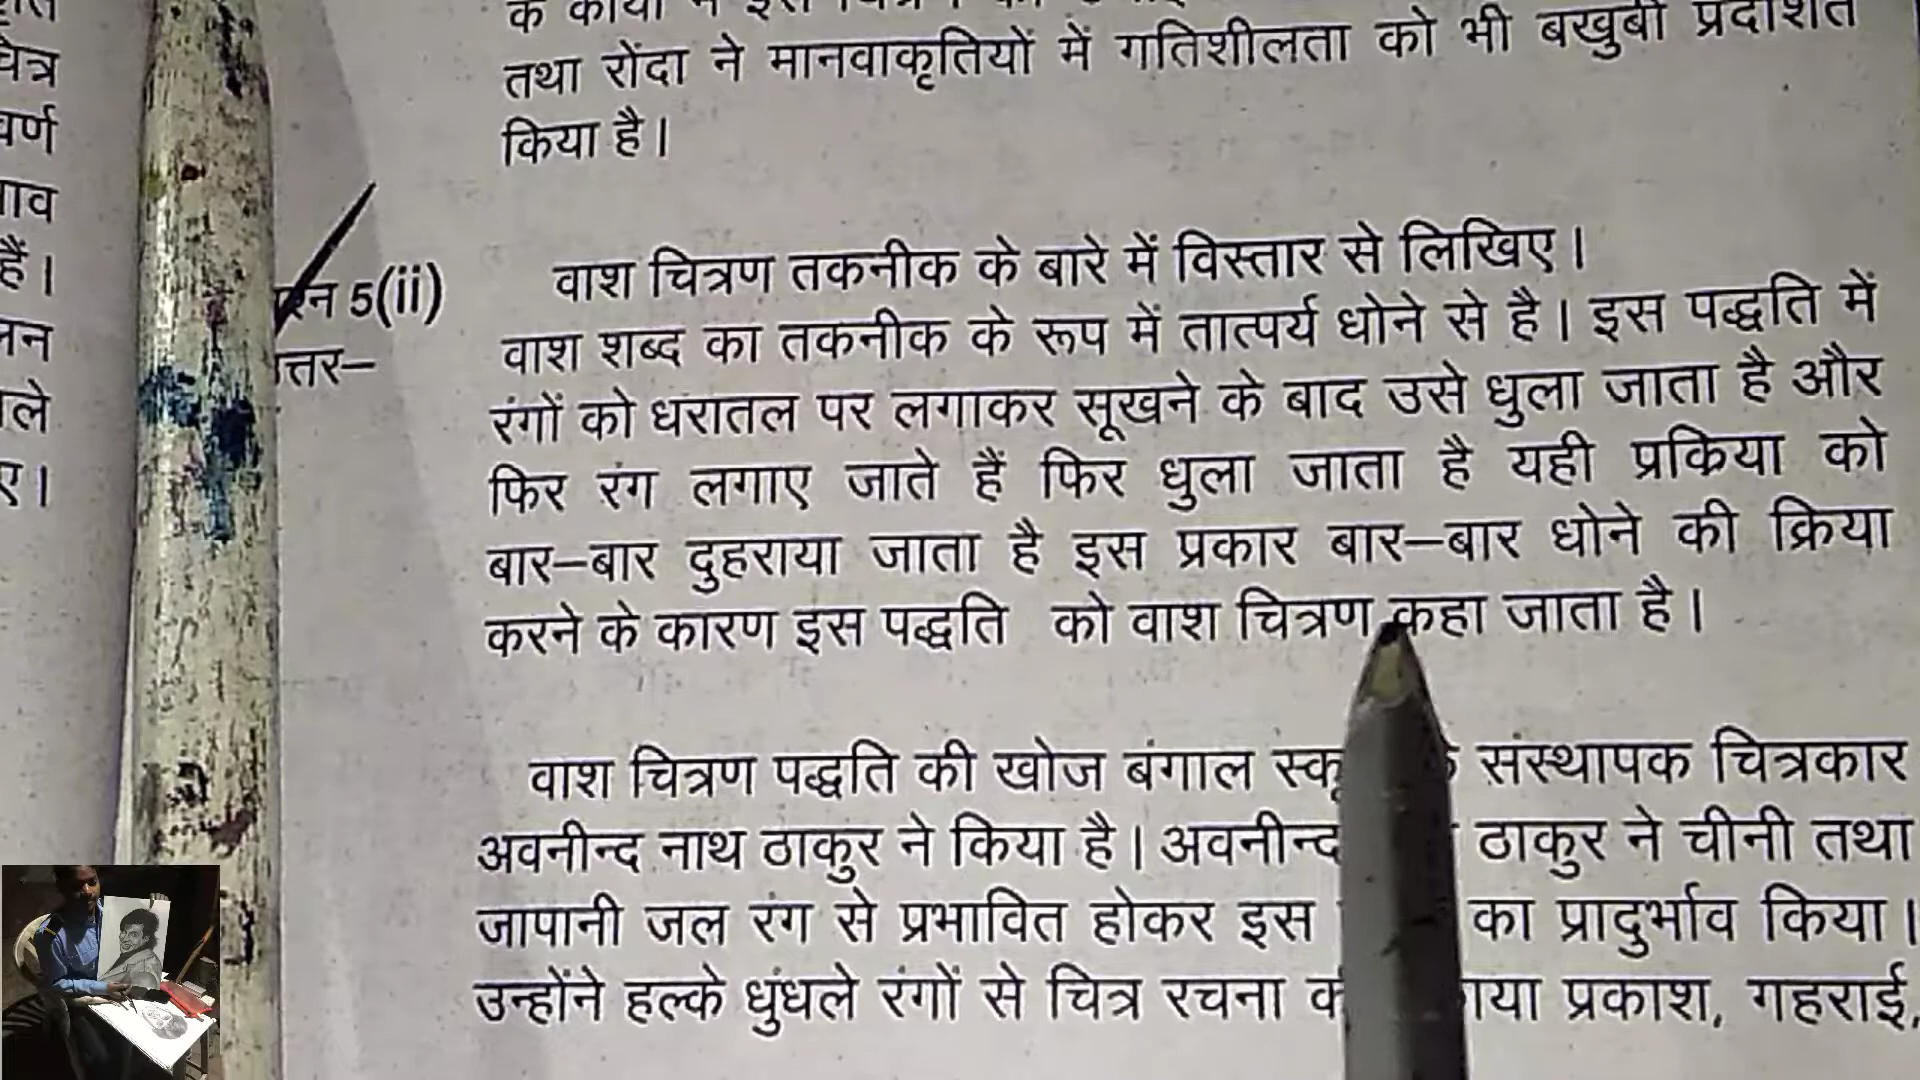 तथा रोंदा ने मानवाकृतियों में गतिशीलता को भी बखुबी प्रदर्शित
किया है।
5(ii) वाश चित्रण तकनीक के बारे में विस्तार से लिखिए।
वाश शब्द का तकनीक के रूप में तात्पर्य धोने से है। इस पद्धति में
रंगों को धरातल पर लगाकर सूखने के बाद उसे धुला जाता है और
फिर रंग लगाए जाते हैं फिर धुला जाता है यही प्रकिया को
बार–बार दुहराया जाता है इस प्रकार बार–बार धोने की क्रिया
करने के कारण इस पद्धति को वाश चित्रण कहा जाता है।
वाश चित्रण पद्धति की खोज बंगाल संस्थापक चित्रकार
अवनीन्द नाथ ठाकुर ने किया है। अवनीन्द ठाकुर ने चीनी तथा
जापानी जल रंग से प्रभावित होकर इस का प्रादुर्भाव किया।
उन्होंने हल्के धुंधले रंगों से चित्र रचना प्रकाश, गहराई,